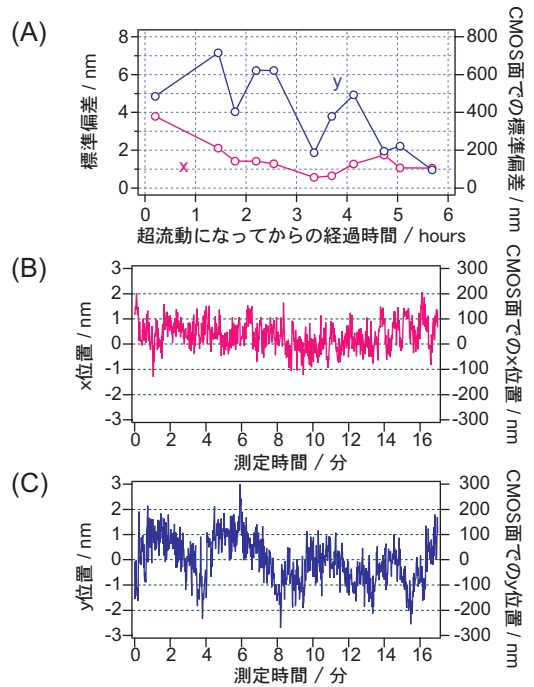 (A)
標準偏差 / nm
8
6
4
2
0
y
x
800
600
400
200
0
CMOS面での標準偏差 / nm
0 1 2 3 4 5 6
超流動になってからの経過時間 / hours
(B)
x位置 / nm
3
2
1
0
-1
-2
-3
300
200
100
0
-100
-200
-300
CMOS面でのx位置 / nm
0 2 4 6 8 10 12 14 16
測定時間 / 分
(C)
y位置 / nm
3
2
1
0
-1
-2
-3
300
200
100
0
-100
-200
-300
CMOS面でのy位置 / nm
0 2 4 6 8 10 12 14 16
測定時間 / 分